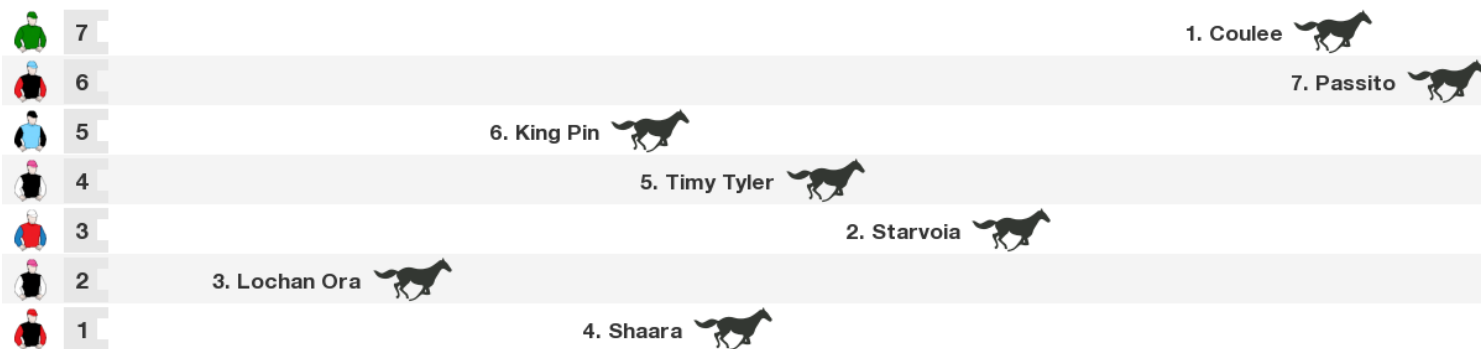 7 1. Coulee
6 7. Passito
5 6. King Pin
4 5. Timy Tyler
3 2. Starvoia
2 3. Lochan Ora
1 4. Shaara